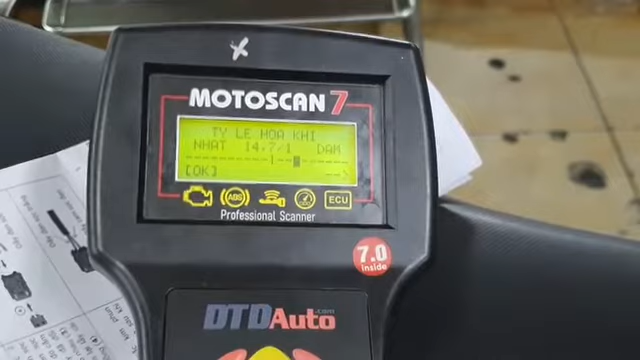 MOTOSCAN 7
TY LE HOA KHI
NHAT 14,7/1 DAM
[OK] -->
ABS
ECU
Professional Scanner
7.0
Inside
DTDAuto
.com